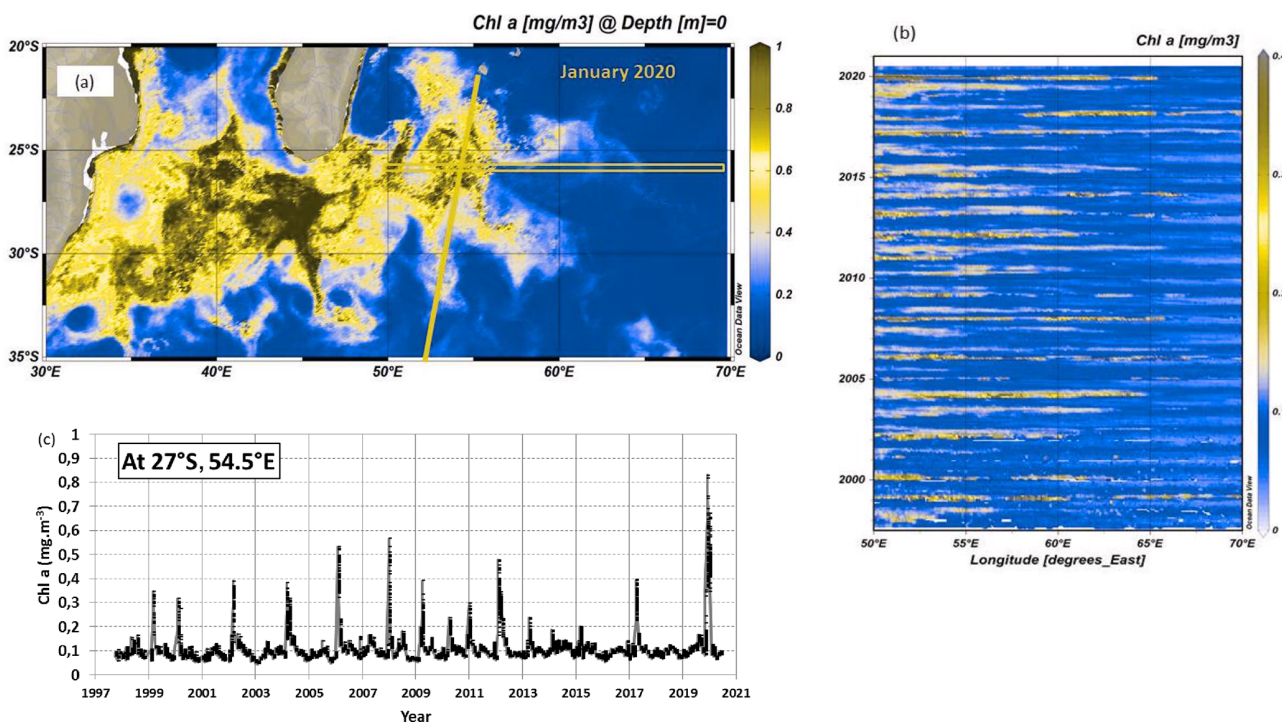 Chl a [mg/m3] @ Depth [m]=0
20°S
25°S
30°S
35°S
(a)
January 2020
1
0.8
0.6
0.4
0.2
0
Ocean Data View
30°E
40°E
50°E
60°E
70°E
(b)
Chl a [mg/m3]
2020
2015
2010
2005
2000
Ocean Data View
50°E
55°E
60°E
65°E
70°E
Longitude [degrees_East]
(c)
At 27°S, 54.5°E
Chl a (mg.m-3)
1
0,9
0,8
0,7
0,6
0,5
0,4
0,3
0,2
0,1
0
1997
1999
2001
2003
2005
2007
2009
2011
2013
2015
2017
2019
2021
Year